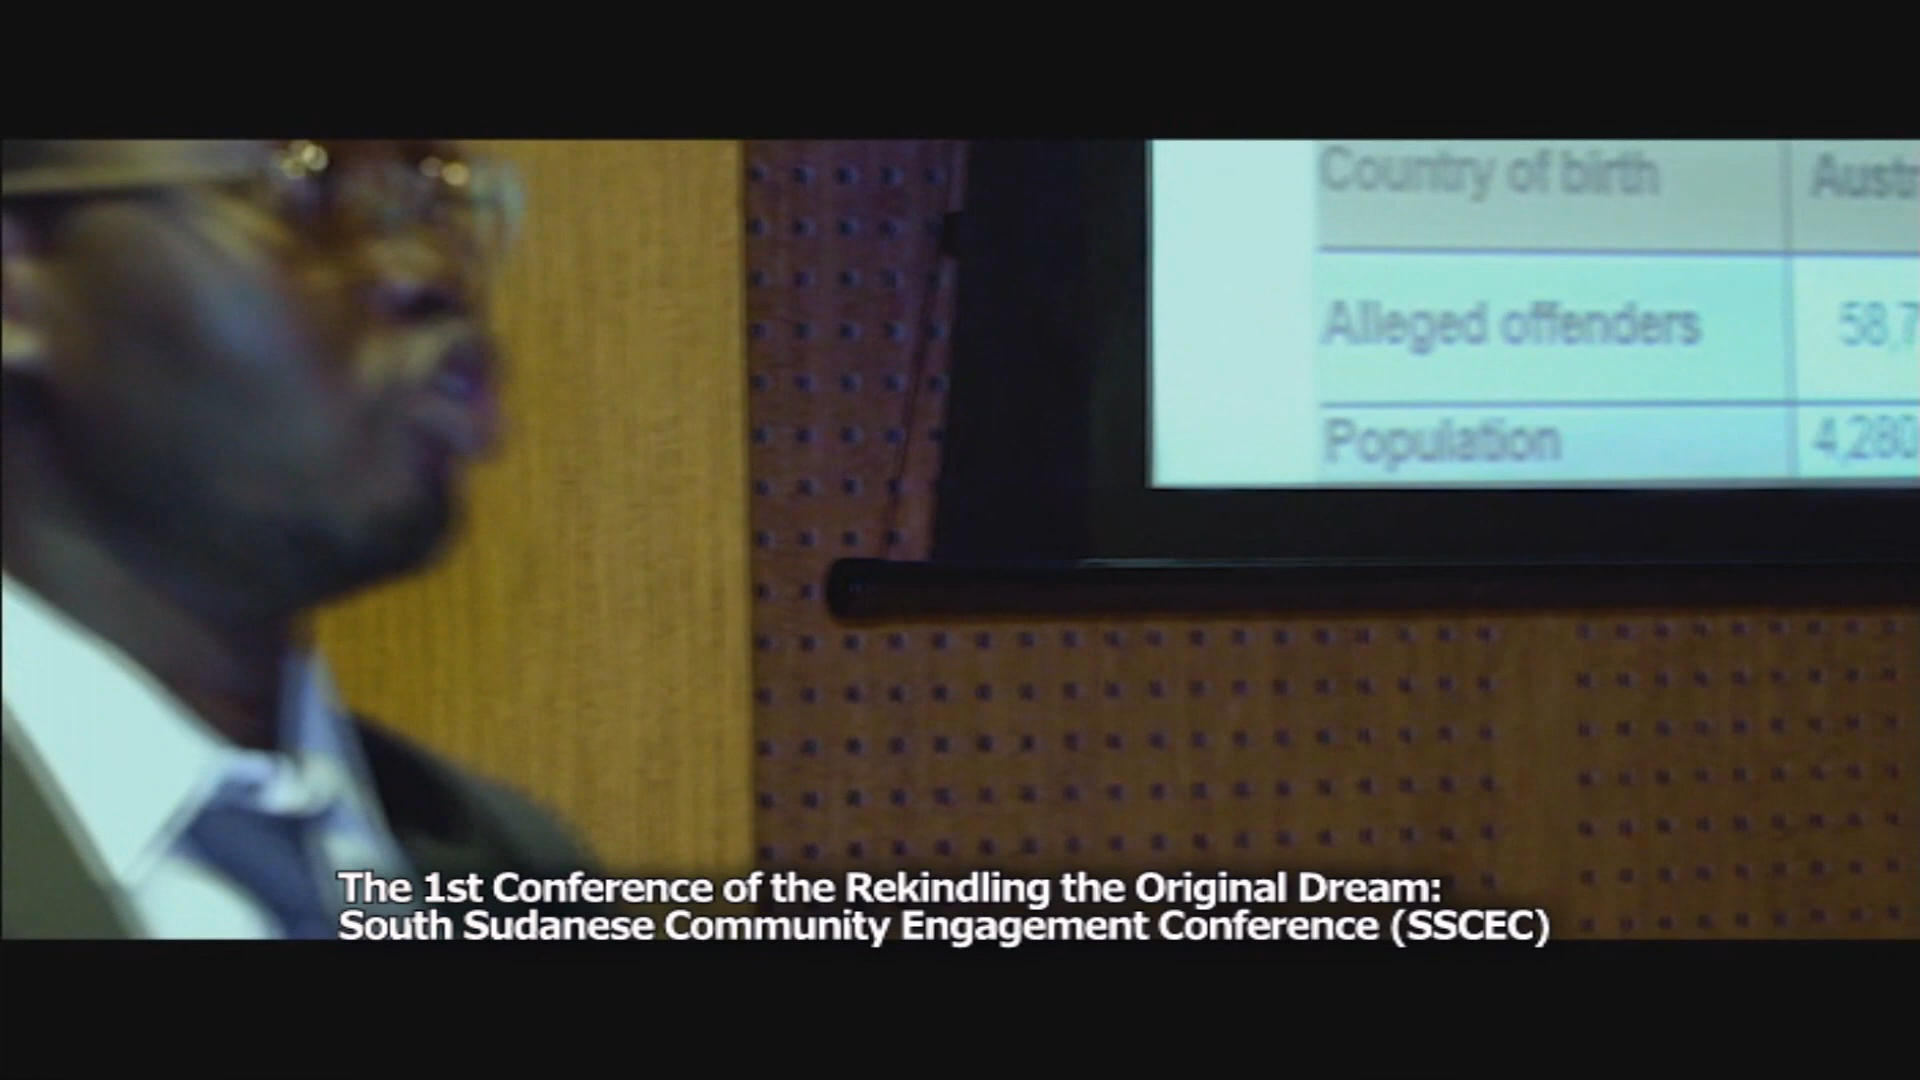 Country of birth
Alleged offenders
Population
The 1st Conference of the Rekindling the Original Dream:
South Sudanese Community Engagement Conference (SSCEC)